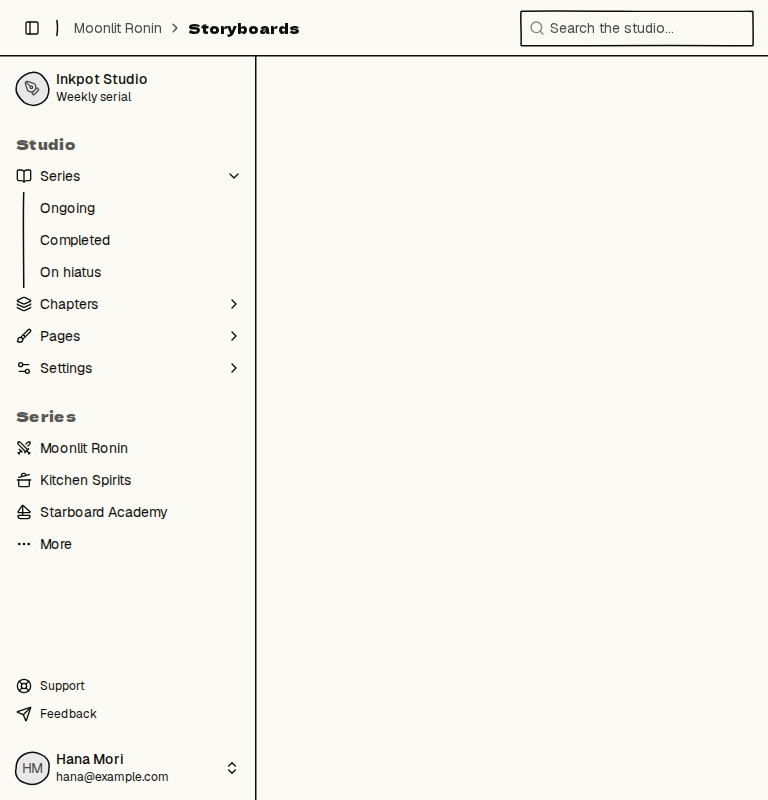 Moonlit Ronin
Storyboards
Search the studio...
Inkpot Studio
Weekly serial
Studio
Series
Ongoing
Completed
On hiatus
Chapters
Pages
Settings
Series
Moonlit Ronin
Kitchen Spirits
Starboard Academy
More
Support
Feedback
HM
Hana Mori
hana@example.com